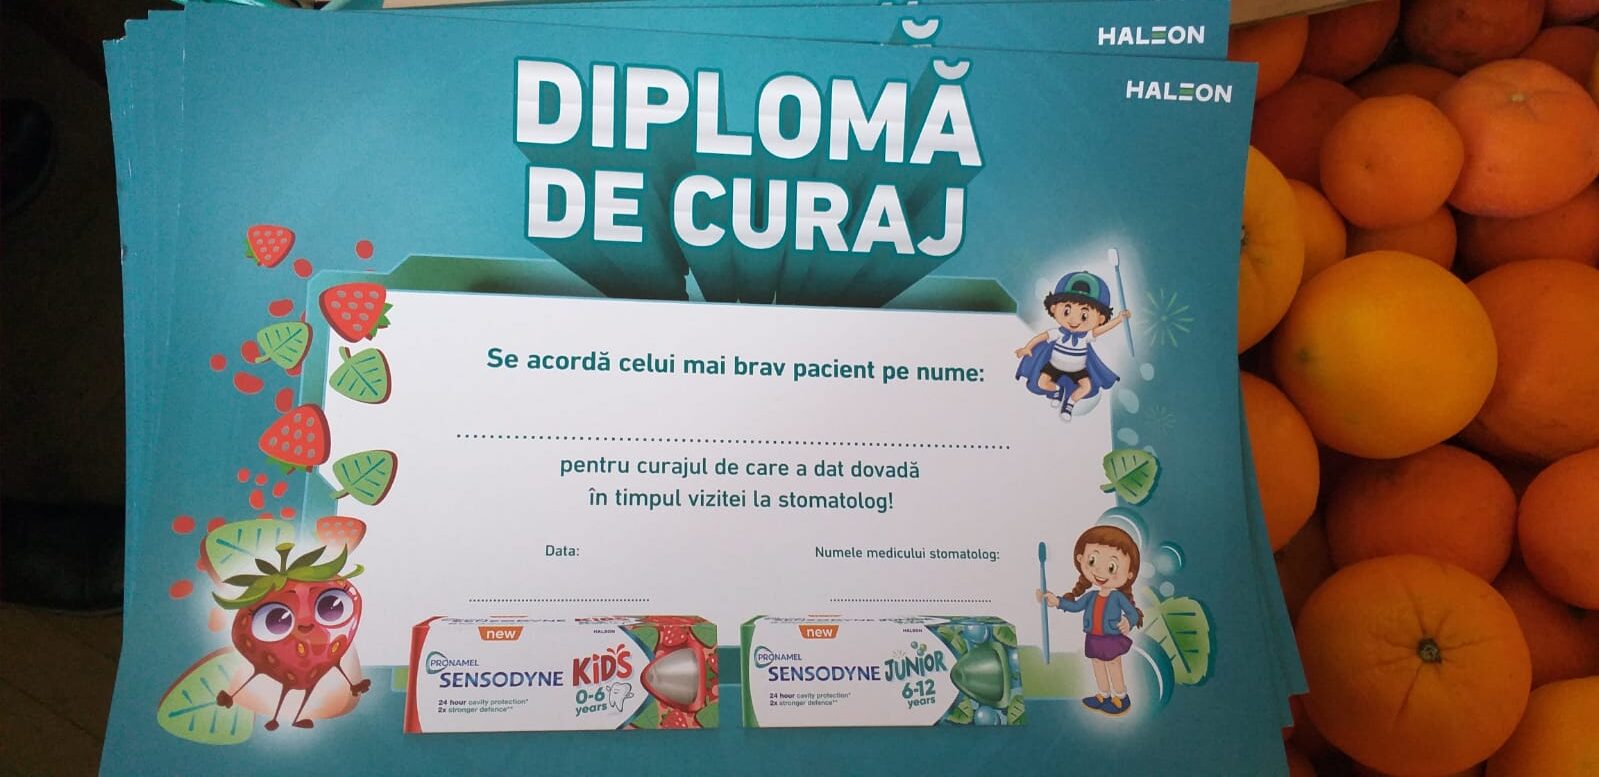 HALEON
HALEON
DIPLOMĂ
DE CURAJ
Se acordă celui mai brav pacient pe nume:
pentru curajul de care a dat dovadă
în timpul vizitei la stomatolog!
Data:
Numele medicului stomatolog:
new
HALEON
PRONAMEL
SENSODYNE KIDS
0-6
years
24 hour cavity protection*
2x stronger defence**
new
HALEON
PRONAMEL
SENSODYNE JUNIOR
6-12
years
24 hour cavity protection*
2x stronger defence**